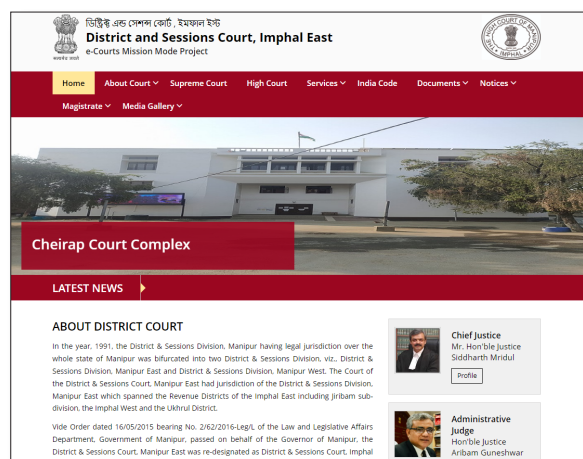 ডিস্ট্রিক্ট এন্ড সেশন্স কোর্ট, ইমফাল ইস্ট
District and Sessions Court, Imphal East
e-Courts Mission Mode Project
सत्यमेव जयते
HIGH COURT OF MANIPUR
IMPHAL
Home About Court Supreme Court High Court Services India Code Documents Notices
Magistrate Media Gallery
Cheirap Court Complex
LATEST NEWS
ABOUT DISTRICT COURT
In the year, 1991, the District & Sessions Division, Manipur having legal jurisdiction over the
whole state of Manipur was bifurcated into two District & Sessions Division, viz., District &
Sessions Division, Manipur East and District & Sessions Division, Manipur West. The Court of
the District & Sessions Court, Manipur East had jurisdiction of the District & Sessions Division,
Manipur East which spanned the Revenue Districts of the Imphal East including Jiribam sub-
division, the Imphal West and the Ukhrul District.
Vide Order dated 16/05/2015 bearing No. 2/62/2016-Leg/L of the Law and Legislative Affairs
Department, Government of Manipur, passed on behalf of the Governor of Manipur, the
District & Sessions Court, Manipur East was re-designated as District & Sessions Court, Imphal
Chief Justice
Mr. Hon'ble Justice
Siddharth Mridul
Profile
Administrative
Judge
Hon'ble Justice
Aribam Guneshwar